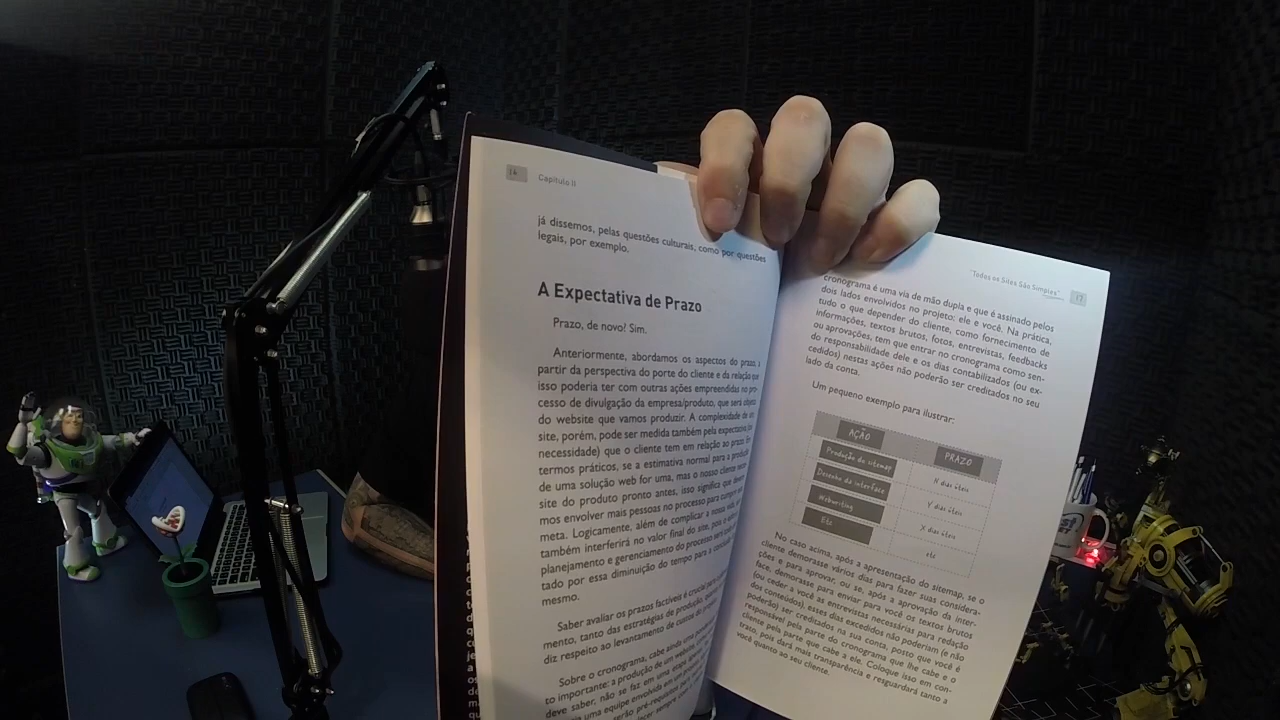 16 Capítulo II
já dissemos, pelas questões culturais, como por questões
legais, por exemplo.
A Expectativa de Prazo
Prazo, de novo? Sim.
Anteriormente, abordamos os aspectos do prazo, a
partir da perspectiva do porte do cliente e da relação que
isso poderia ter com outras ações empreendidas no pro-
cesso de divulgação da empresa/produto, que será objeto
do website que vamos produzir. A complexidade de um
site, porém, pode ser medida também pela expectativa (ou
necessidade) que o cliente tem em relação ao prazo. Em
termos práticos, se a estimativa normal para a produção
de uma solução web for uma, mas o nosso cliente
site do produto pronto antes, isso significa que
mos envolver mais pessoas no processo para cumprir
meta. Logicamente, além de complicar a nossa vida,
também interferirá no valor final do site, pois o
planejamento e gerenciamento do processo será
tado por essa diminuição do tempo para a
mesmo.
Saber avaliar os prazos factíveis é crucial
mento, tanto das estratégias de produção,
diz respeito ao levantamento de custos do
Sobre o cronograma, cabe ainda uma
to importante: a produção de um website,
deve saber, não se faz em uma etapa
uma equipe envolvida em um
serão pré-requisitos para
sempre
"Todos os Sites São Simples" 17
cronograma é uma via de mão dupla e que é assinado pelos
dois lados envolvidos no projeto; ele e você. Na prática,
tudo o que depender do cliente, como fornecimento de
informações, textos brutos, fotos, entrevistas, feedbacks
ou aprovações, tem que entrar no cronograma como sen-
do responsabilidade dele e os dias contabilizados (ou ex-
cedidos) nestas ações não poderão ser creditados no seu
lado da conta.
Um pequeno exemplo para ilustrar:
AÇÃO PRAZO
Produção do sitemap N dias úteis
Desenho da interface Y dias úteis
Webwriting X dias úteis
Etc etc
No caso acima, após a apresentação do sitemap, se o
cliente demorasse vários dias para fazer suas considera-
ções e para aprovar, ou se, após a aprovação da inter-
face, demorasse para enviar para você os textos brutos
(ou ceder a você as entrevistas necessárias para redação
dos conteúdos), esses dias excedidos não poderiam (e não
poderão) ser creditados na sua conta, posto que você é
responsável pela parte do cronograma que lhe cabe e o
cliente pela parte que cabe a ele. Coloque isso em con-
trato, pois dará mais transparência e resguardará tanto a
você quanto ao seu cliente.